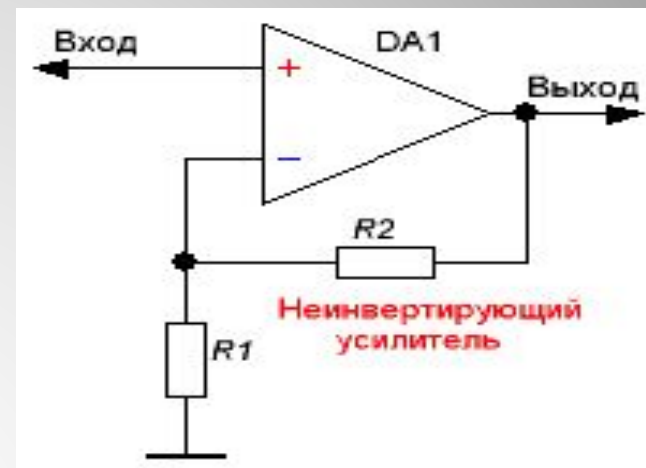 Вход
DA1
+
Выход
−
R2
Неинвертирующий
усилитель
R1